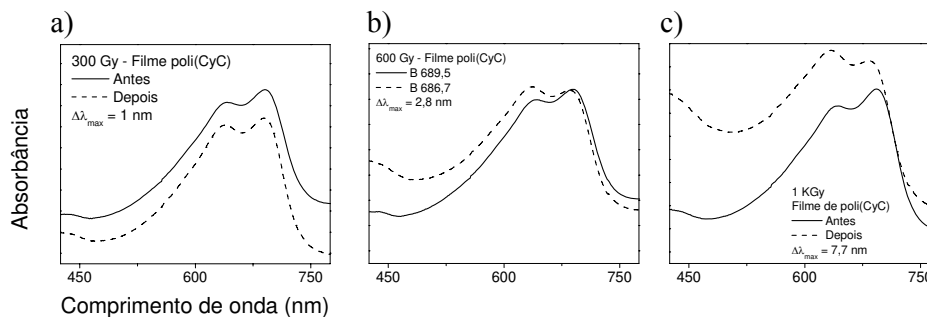 a)
b)
c)
300 Gy - Filme poli(CyC)
Antes
Depois
Δλmax = 1 nm
600 Gy - Filme poli(CyC)
B 689,5
B 686,7
Δλmax = 2,8 nm
1 KGy
Filme de poli(CyC)
Antes
Depois
Δλmax = 7,7 nm
Absorbância
450 600 750
450 600 750
450 600 750
Comprimento de onda (nm)